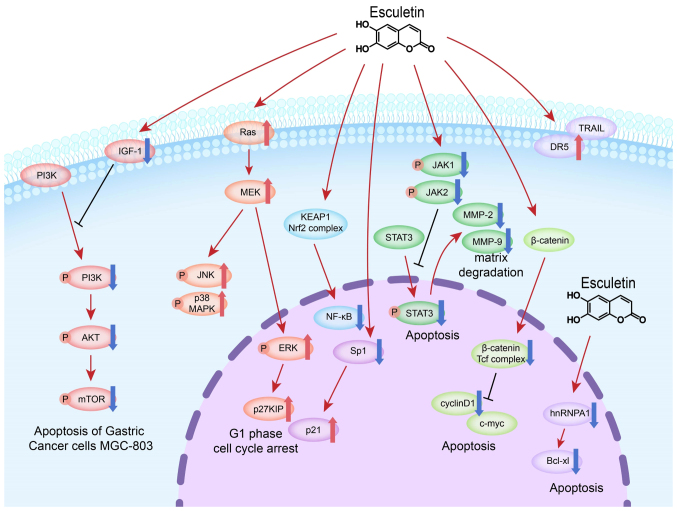 Esculetin
HO
HO
O
O
TRAIL
DR5
Ras
IGF-1
PI3K
JAK1
P
JAK2
P
MEK
MMP-2
KEAP1
Nrf2 complex
STAT3
MMP-9
β-catenin
matrix
degradation
P
PI3K
P
JNK
P
p38
MAPK
Esculetin
HO
HO
O
O
NF-κB
P
STAT3
Apoptosis
P
AKT
P
ERK
Sp1
β-catenin
Tcf complex
P
mTOR
p27KIP
p21
cyclinD1
c-myc
hnRNPA1
Apoptosis of Gastric
Cancer cells MGC-803
G1 phase
cell cycle arrest
Apoptosis
Bcl-xl
Apoptosis